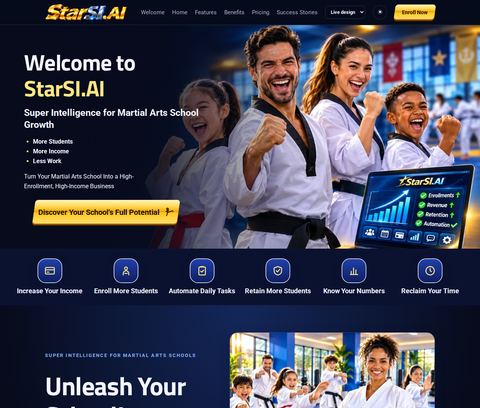 StarSI.AI
Welcome Home Features Benefits Pricing Success Stories Live design Enroll Now
Welcome to
StarSI.AI
Super Intelligence for Martial Arts School
Growth
More Students
More Income
Less Work
Turn Your Martial Arts School Into a High-
Enrollment, High-Income Business
Discover Your School's Full Potential
StarSI.AI
Enrollments
Revenue
Retention
Automation
Increase Your Income Enroll More Students Automate Daily Tasks Retain More Students Know Your Numbers Reclaim Your Time
SUPER INTELLIGENCE FOR MARTIAL ARTS SCHOOLS
Unleash Your